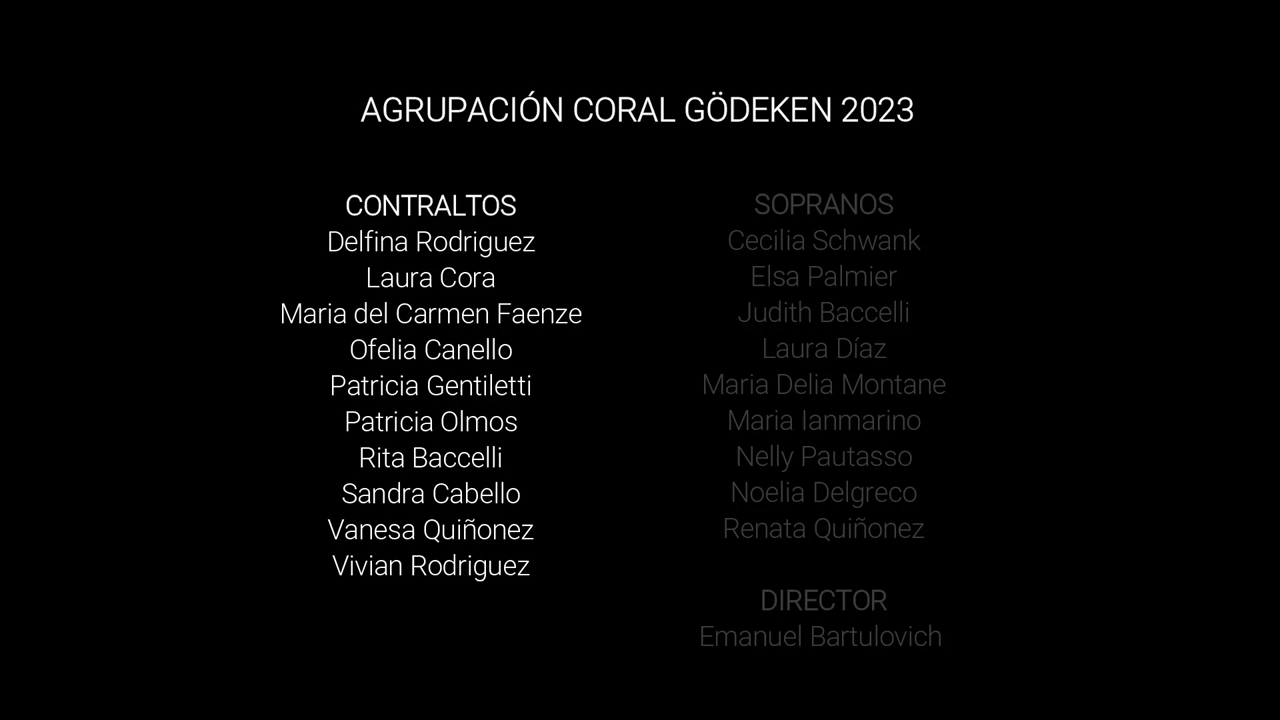 AGRUPACIÓN CORAL GÖDEKEN 2023
CONTRALTOS
Delfina Rodriguez
Laura Cora
Maria del Carmen Faenze
Ofelia Canello
Patricia Gentiletti
Patricia Olmos
Rita Baccelli
Sandra Cabello
Vanesa Quiñonez
Vivian Rodriguez
SOPRANOS
Cecilia Schwank
Elsa Palmier
Judith Baccelli
Laura Díaz
Maria Delia Montane
Maria Ianmarino
Nelly Pautasso
Noelia Delgreco
Renata Quiñonez
DIRECTOR
Emanuel Bartulovich